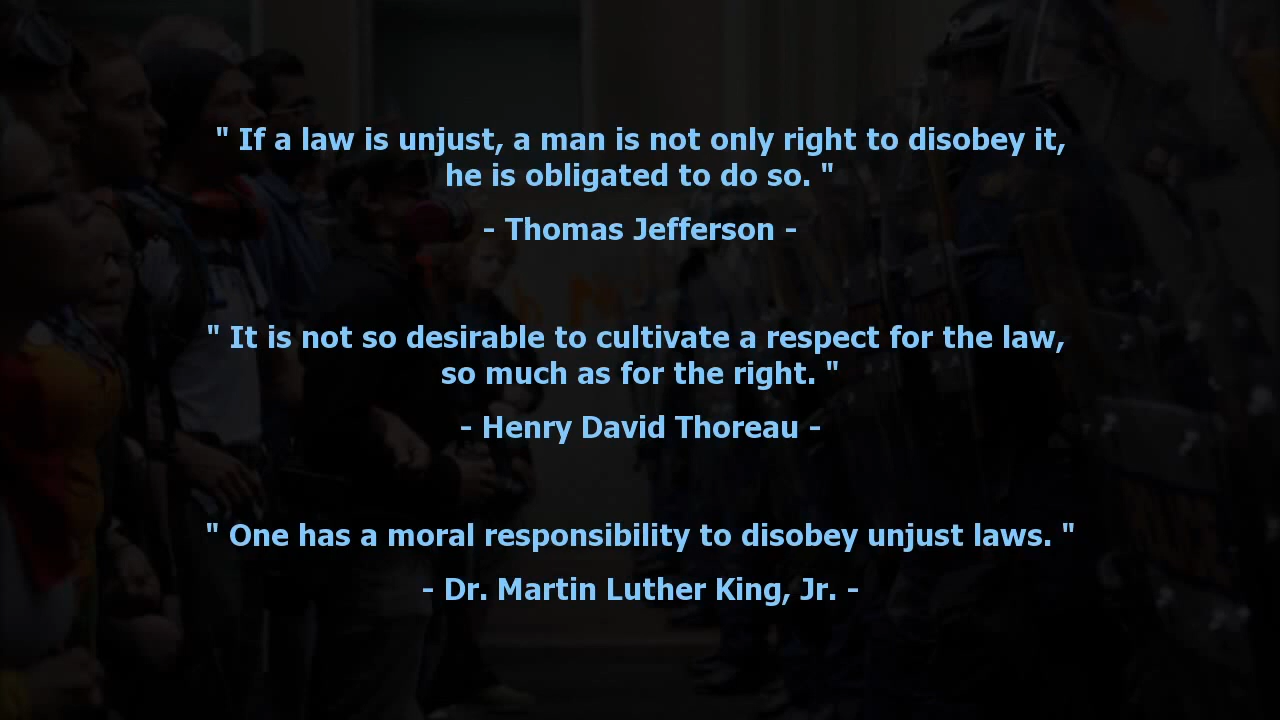 " If a law is unjust, a man is not only right to disobey it,
he is obligated to do so. "
- Thomas Jefferson -
" It is not so desirable to cultivate a respect for the law,
so much as for the right. "
- Henry David Thoreau -
" One has a moral responsibility to disobey unjust laws. "
- Dr. Martin Luther King, Jr. -